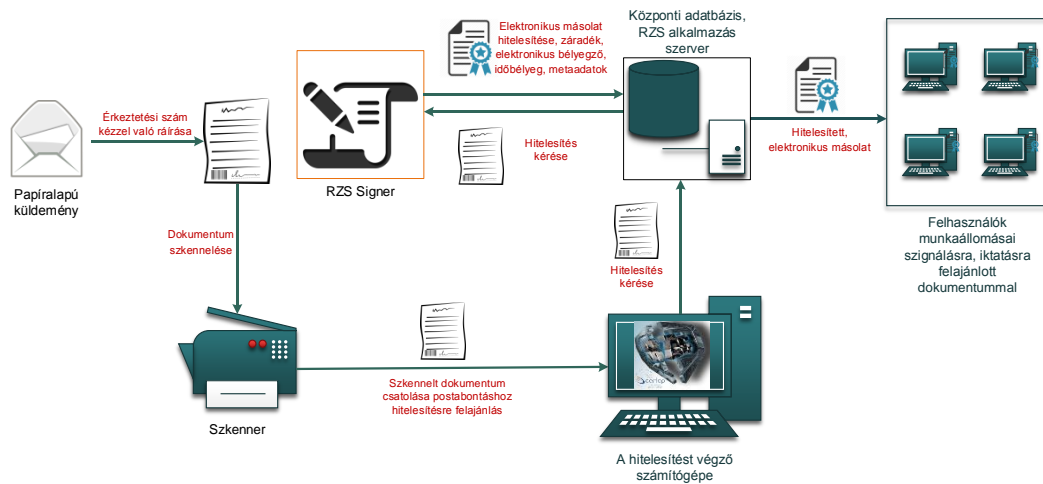 Elektronikus másolat
hitelesítése, záradék,
elektronikus bélyegző,
időbélyeg, metaadatok
Központi adatbázis,
RZS alkalmazás
szerver
Érkeztetési szám
kézzel való ráírása
Papíralapú
küldemény
RZS Signer
Hitelesítés
kérése
Hitelesített,
elektronikus másolat
Felhasználók
munkaállomásai
szignálásra, iktatásra
felajánlott
dokumentummal
Dokumentum
szkennelése
Hitelesítés
kérése
Szkennelt dokumentum
csatolása postabontáshoz
hitelesítésre felajánlás
Szkenner
A hitelesítést végző
számítógépe